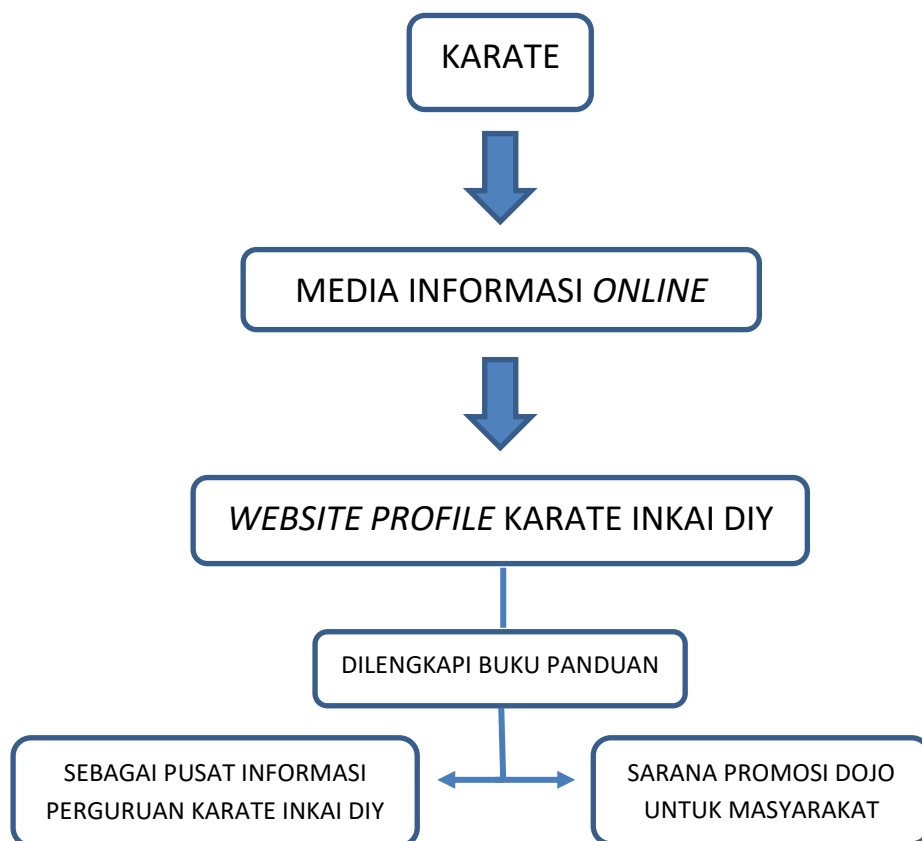 KARATE
MEDIA INFORMASI ONLINE
WEBSITE PROFILE KARATE INKAI DIY
DILENGKAPI BUKU PANDUAN
SEBAGAI PUSAT INFORMASI
PERGURUAN KARATE INKAI DIY
SARANA PROMOSI DOJO
UNTUK MASYARAKAT